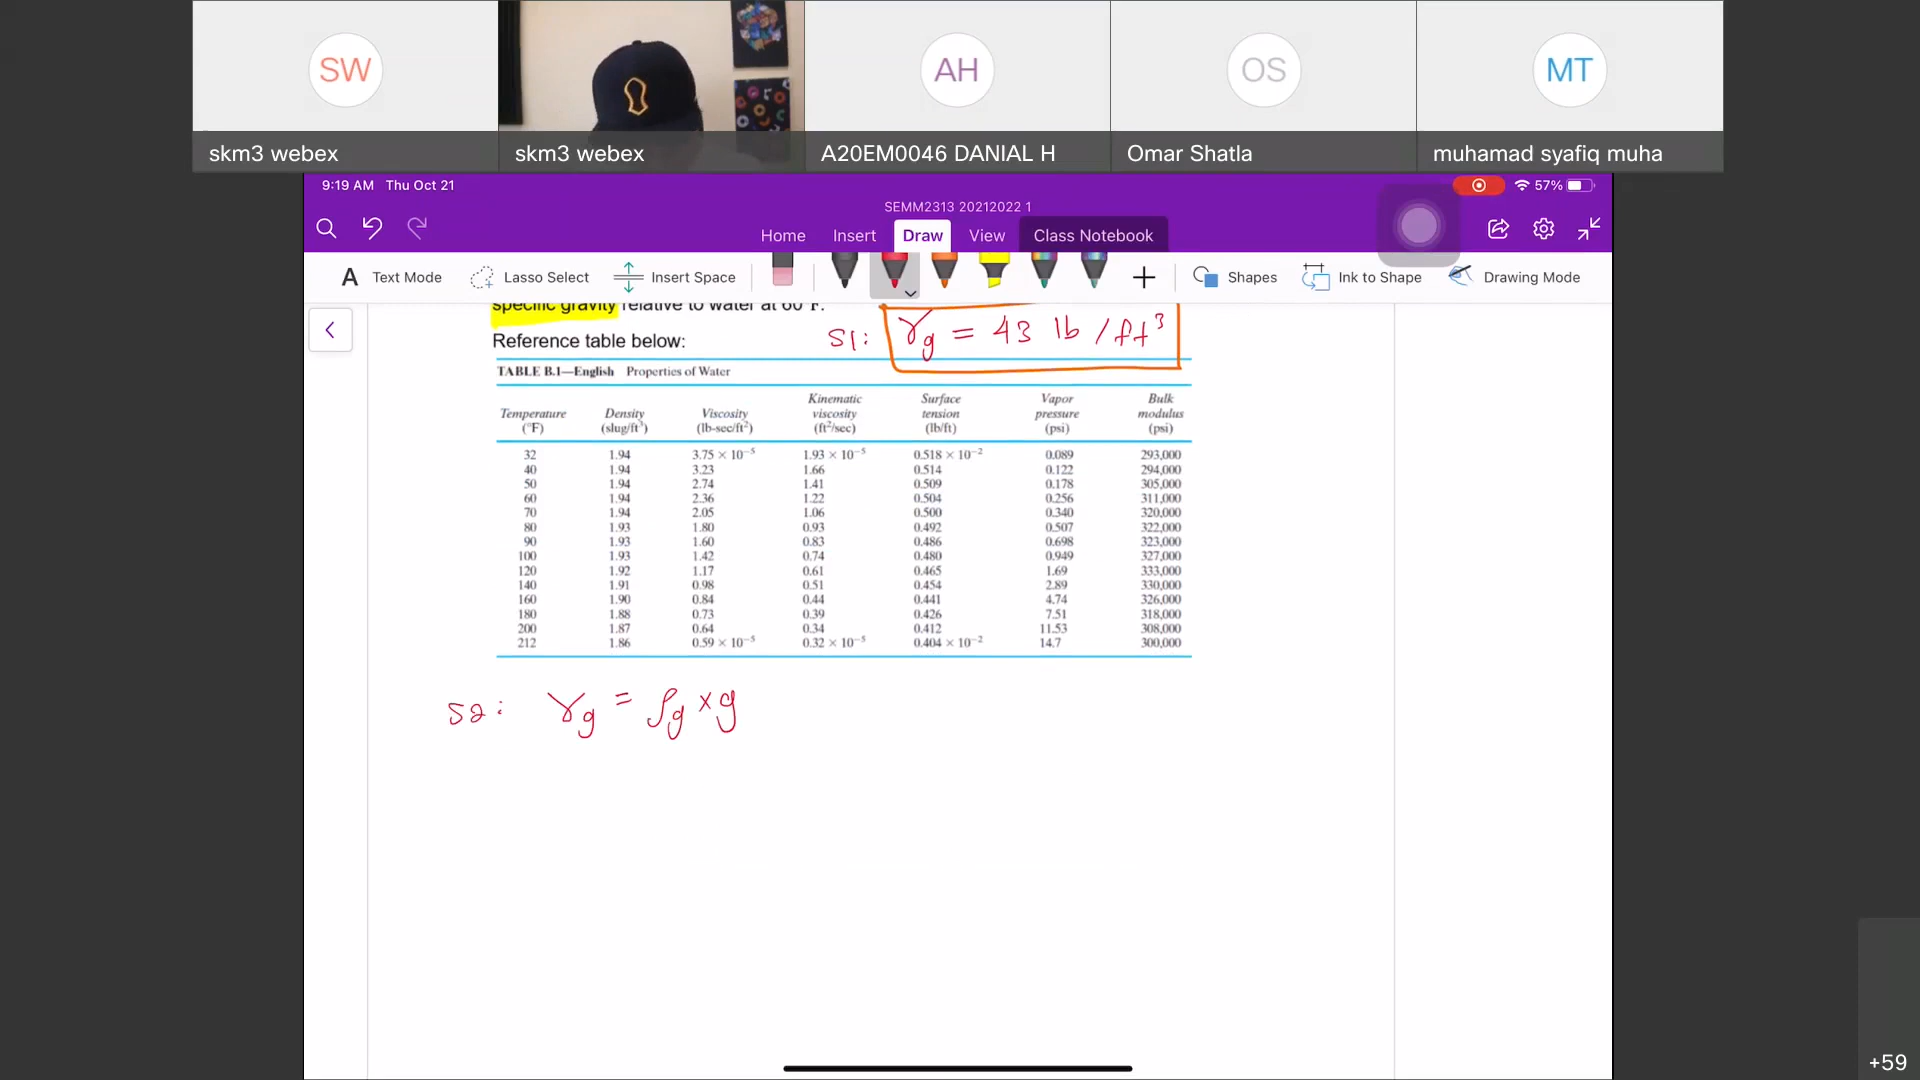 SW
AH
OS
MT
skm3 webex
skm3 webex
A20EM0046 DANIAL H
Omar Shatla
muhamad syafiq muha
9:19 AM Thu Oct 21
57%
SEMM2313 20212022 1
Home Insert Draw View Class Notebook
A Text Mode Lasso Select Insert Space Shapes Ink to Shape Drawing Mode
specific gravity relative to water at 60°F.
S1: γg = 43 lb/ft³
Reference table below:
TABLE B.1—English Properties of Water
Temperature (°F) Density (slug/ft³) Viscosity (lb-sec/ft²) Kinematic viscosity (ft²/sec) Surface tension (lb/ft) Vapor pressure (psi) Bulk modulus (psi)
32 1.94 3.75 × 10⁻⁵ 1.93 × 10⁻⁵ 0.518 × 10⁻² 0.089 293,000
40 1.94 3.23 1.66 0.514 0.122 294,000
50 1.94 2.74 1.41 0.509 0.178 305,000
60 1.94 2.36 1.22 0.504 0.256 311,000
70 1.94 2.05 1.06 0.500 0.340 320,000
80 1.93 1.80 0.93 0.492 0.507 322,000
90 1.93 1.60 0.83 0.486 0.698 323,000
100 1.93 1.42 0.74 0.480 0.949 327,000
120 1.92 1.17 0.61 0.465 1.69 333,000
140 1.91 0.98 0.51 0.454 2.89 330,000
160 1.90 0.84 0.44 0.441 4.74 326,000
180 1.88 0.73 0.39 0.426 7.51 318,000
200 1.87 0.64 0.34 0.412 11.53 308,000
212 1.86 0.59 × 10⁻⁵ 0.32 × 10⁻⁵ 0.404 × 10⁻² 14.7 300,000
S2: γg = ρg × g
+59